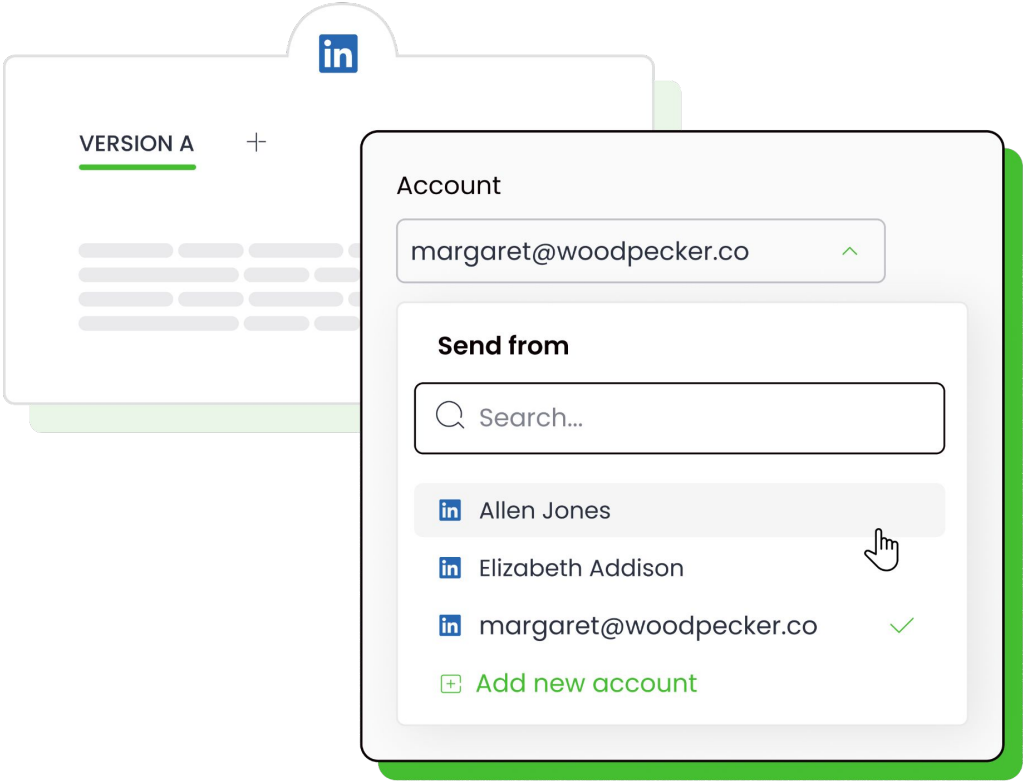 in
VERSION A
Account
margaret@woodpecker.co
Send from
Search...
in Allen Jones
in Elizabeth Addison
in margaret@woodpecker.co
Add new account